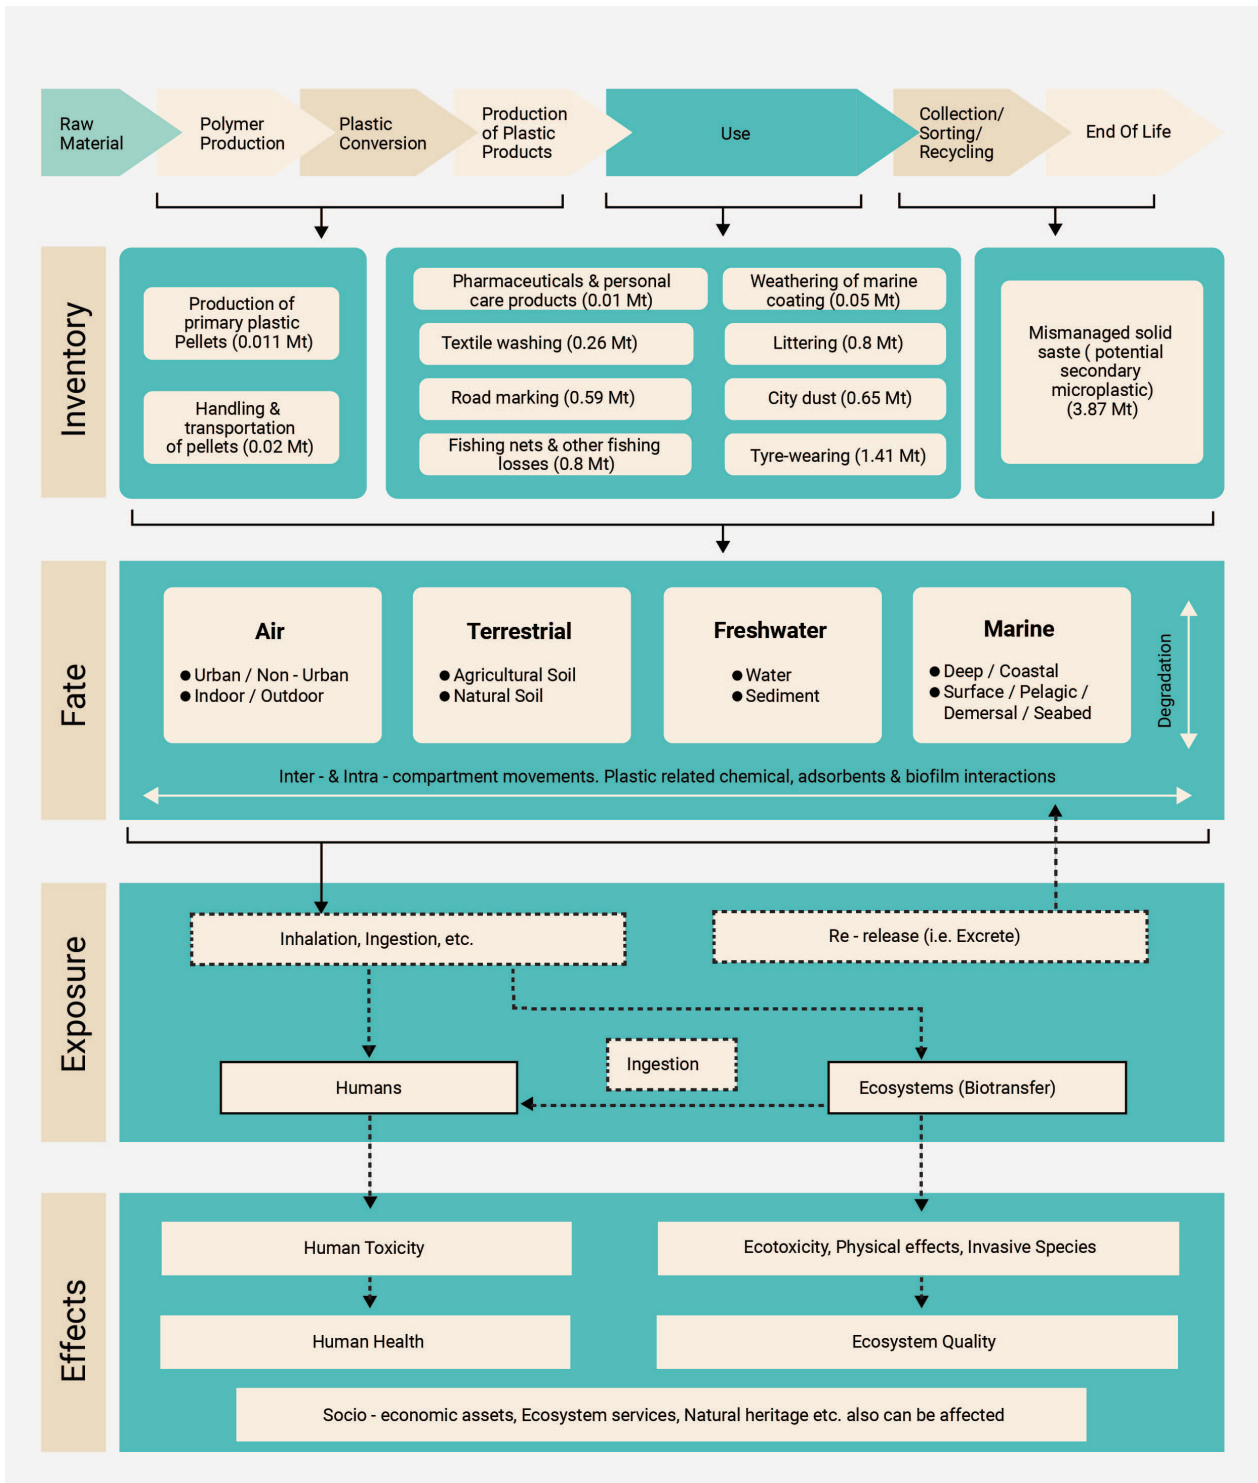 Raw
Material
Polymer
Production
Plastic
Conversion
Production
of Plastic
Products
Use
Collection/
Sorting/
Recycling
End Of Life
Inventory
Production of
primary plastic
Pellets (0.011 Mt)
Handling &
transportation
of pellets (0.02 Mt)
Pharmaceuticals & personal
care products (0.01 Mt)
Weathering of marine
coating (0.05 Mt)
Textile washing (0.26 Mt)
Littering (0.8 Mt)
Road marking (0.59 Mt)
City dust (0.65 Mt)
Fishing nets & other fishing
losses (0.8 Mt)
Tyre-wearing (1.41 Mt)
Mismanaged solid
saste ( potential
secondary
microplastic)
(3.87 Mt)
Fate
Air
● Urban / Non - Urban
● Indoor / Outdoor
Terrestrial
● Agricultural Soil
● Natural Soil
Freshwater
● Water
● Sediment
Marine
● Deep / Coastal
● Surface / Pelagic /
Demersal / Seabed
Degradation
Inter - & Intra - compartment movements. Plastic related chemical, adsorbents & biofilm interactions
Exposure
Inhalation, Ingestion, etc.
Re - release (i.e. Excrete)
Ingestion
Humans
Ecosystems (Biotransfer)
Effects
Human Toxicity
Ecotoxicity, Physical effects, Invasive Species
Human Health
Ecosystem Quality
Socio - economic assets, Ecosystem services, Natural heritage etc. also can be affected